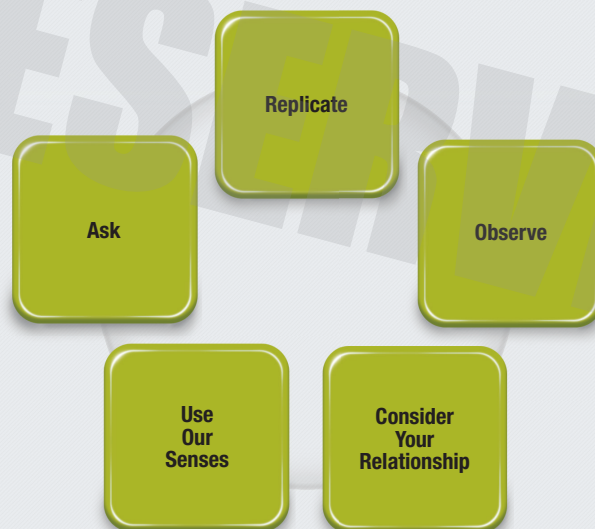 Replicate
Ask
Observe
Use
Our
Senses
Consider
Your
Relationship